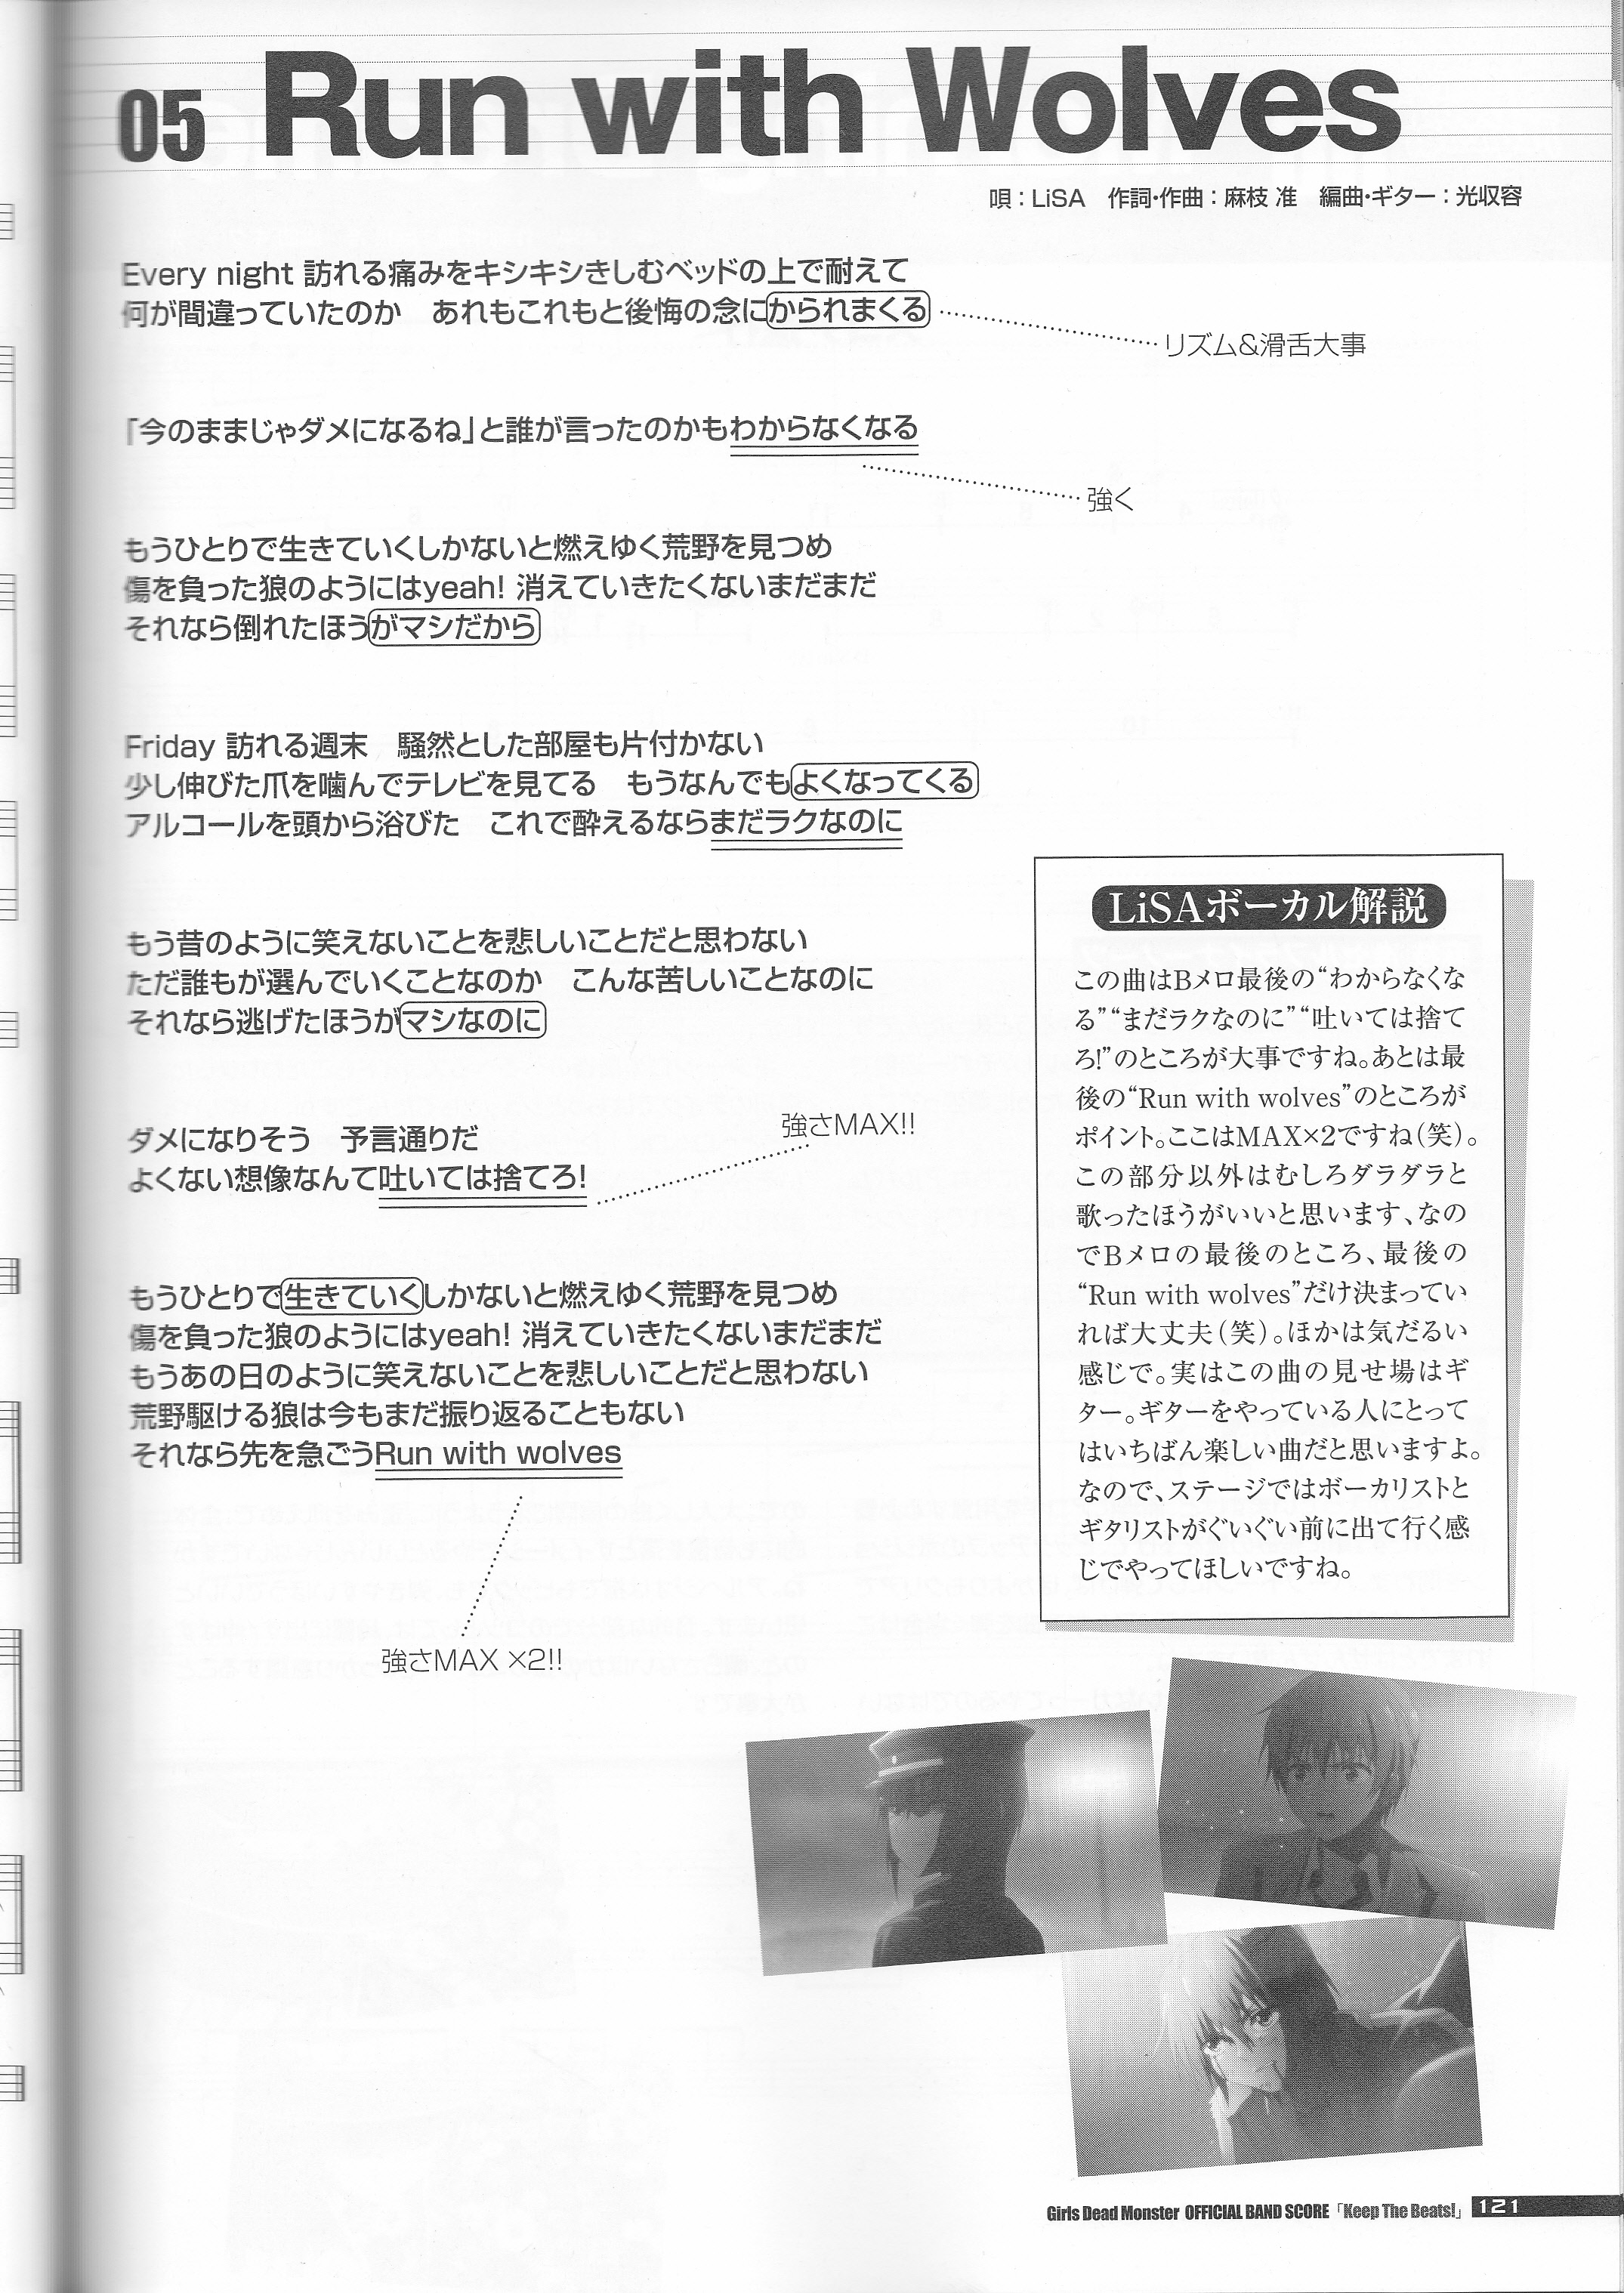 05 Run with Wolves
唄：LiSA　作詞・作曲：麻枝 准　編曲・ギター：光収容
Every night 訪れる痛みをキシキシきしむベッドの上で耐えて
何が間違っていたのか　あれもこれもと後悔の念にかられまくる
リズム&滑舌大事
「今のままじゃダメになるね」と誰が言ったのかもわからなくなる
強く
もうひとりで生きていくしかないと燃えゆく荒野を見つめ
傷を負った狼のようにはyeah! 消えていきたくないまだまだ
それなら倒れたほうがマシだから
Friday 訪れる週末　騒然とした部屋も片付かない
少し伸びた爪を噛んでテレビを見てる　もうなんでもよくなってくる
アルコールを頭から浴びた　これで酔えるならまだラクなのに
もう昔のように笑えないことを悲しいことだと思わない
ただ誰もが選んでいくことなのか　こんな苦しいことなのに
それなら逃げたほうがマシなのに
ダメになりそう　予言通りだ
よくない想像なんて吐いては捨てろ!
強さMAX!!
もうひとりで生きていくしかないと燃えゆく荒野を見つめ
傷を負った狼のようにはyeah! 消えていきたくないまだまだ
もうあの日のように笑えないことを悲しいことだと思わない
荒野駆ける狼は今もまだ振り返ることもない
それなら先を急ごうRun with wolves
強さMAX ×2!!
LiSAボーカル解説
この曲はBメロ最後の“わからなくな
る”“まだラクなのに”“吐いては捨て
ろ!”のところが大事ですね。あとは最
後の“Run with wolves”のところが
ポイント。ここはMAX×2ですね（笑）。
この部分以外はむしろダラダラと
歌ったほうがいいと思います、なの
でBメロの最後のところ、最後の
“Run with wolves”だけ決まってい
れば大丈夫（笑）。ほかは気だるい
感じで。実はこの曲の見せ場はギ
ター。ギターをやっている人にとって
はいちばん楽しい曲だと思いますよ。
なので、ステージではボーカリストと
ギタリストがぐいぐい前に出て行く感
じでやってほしいですね。
Girls Dead Monster OFFICIAL BAND SCORE「Keep The Beats!」 121